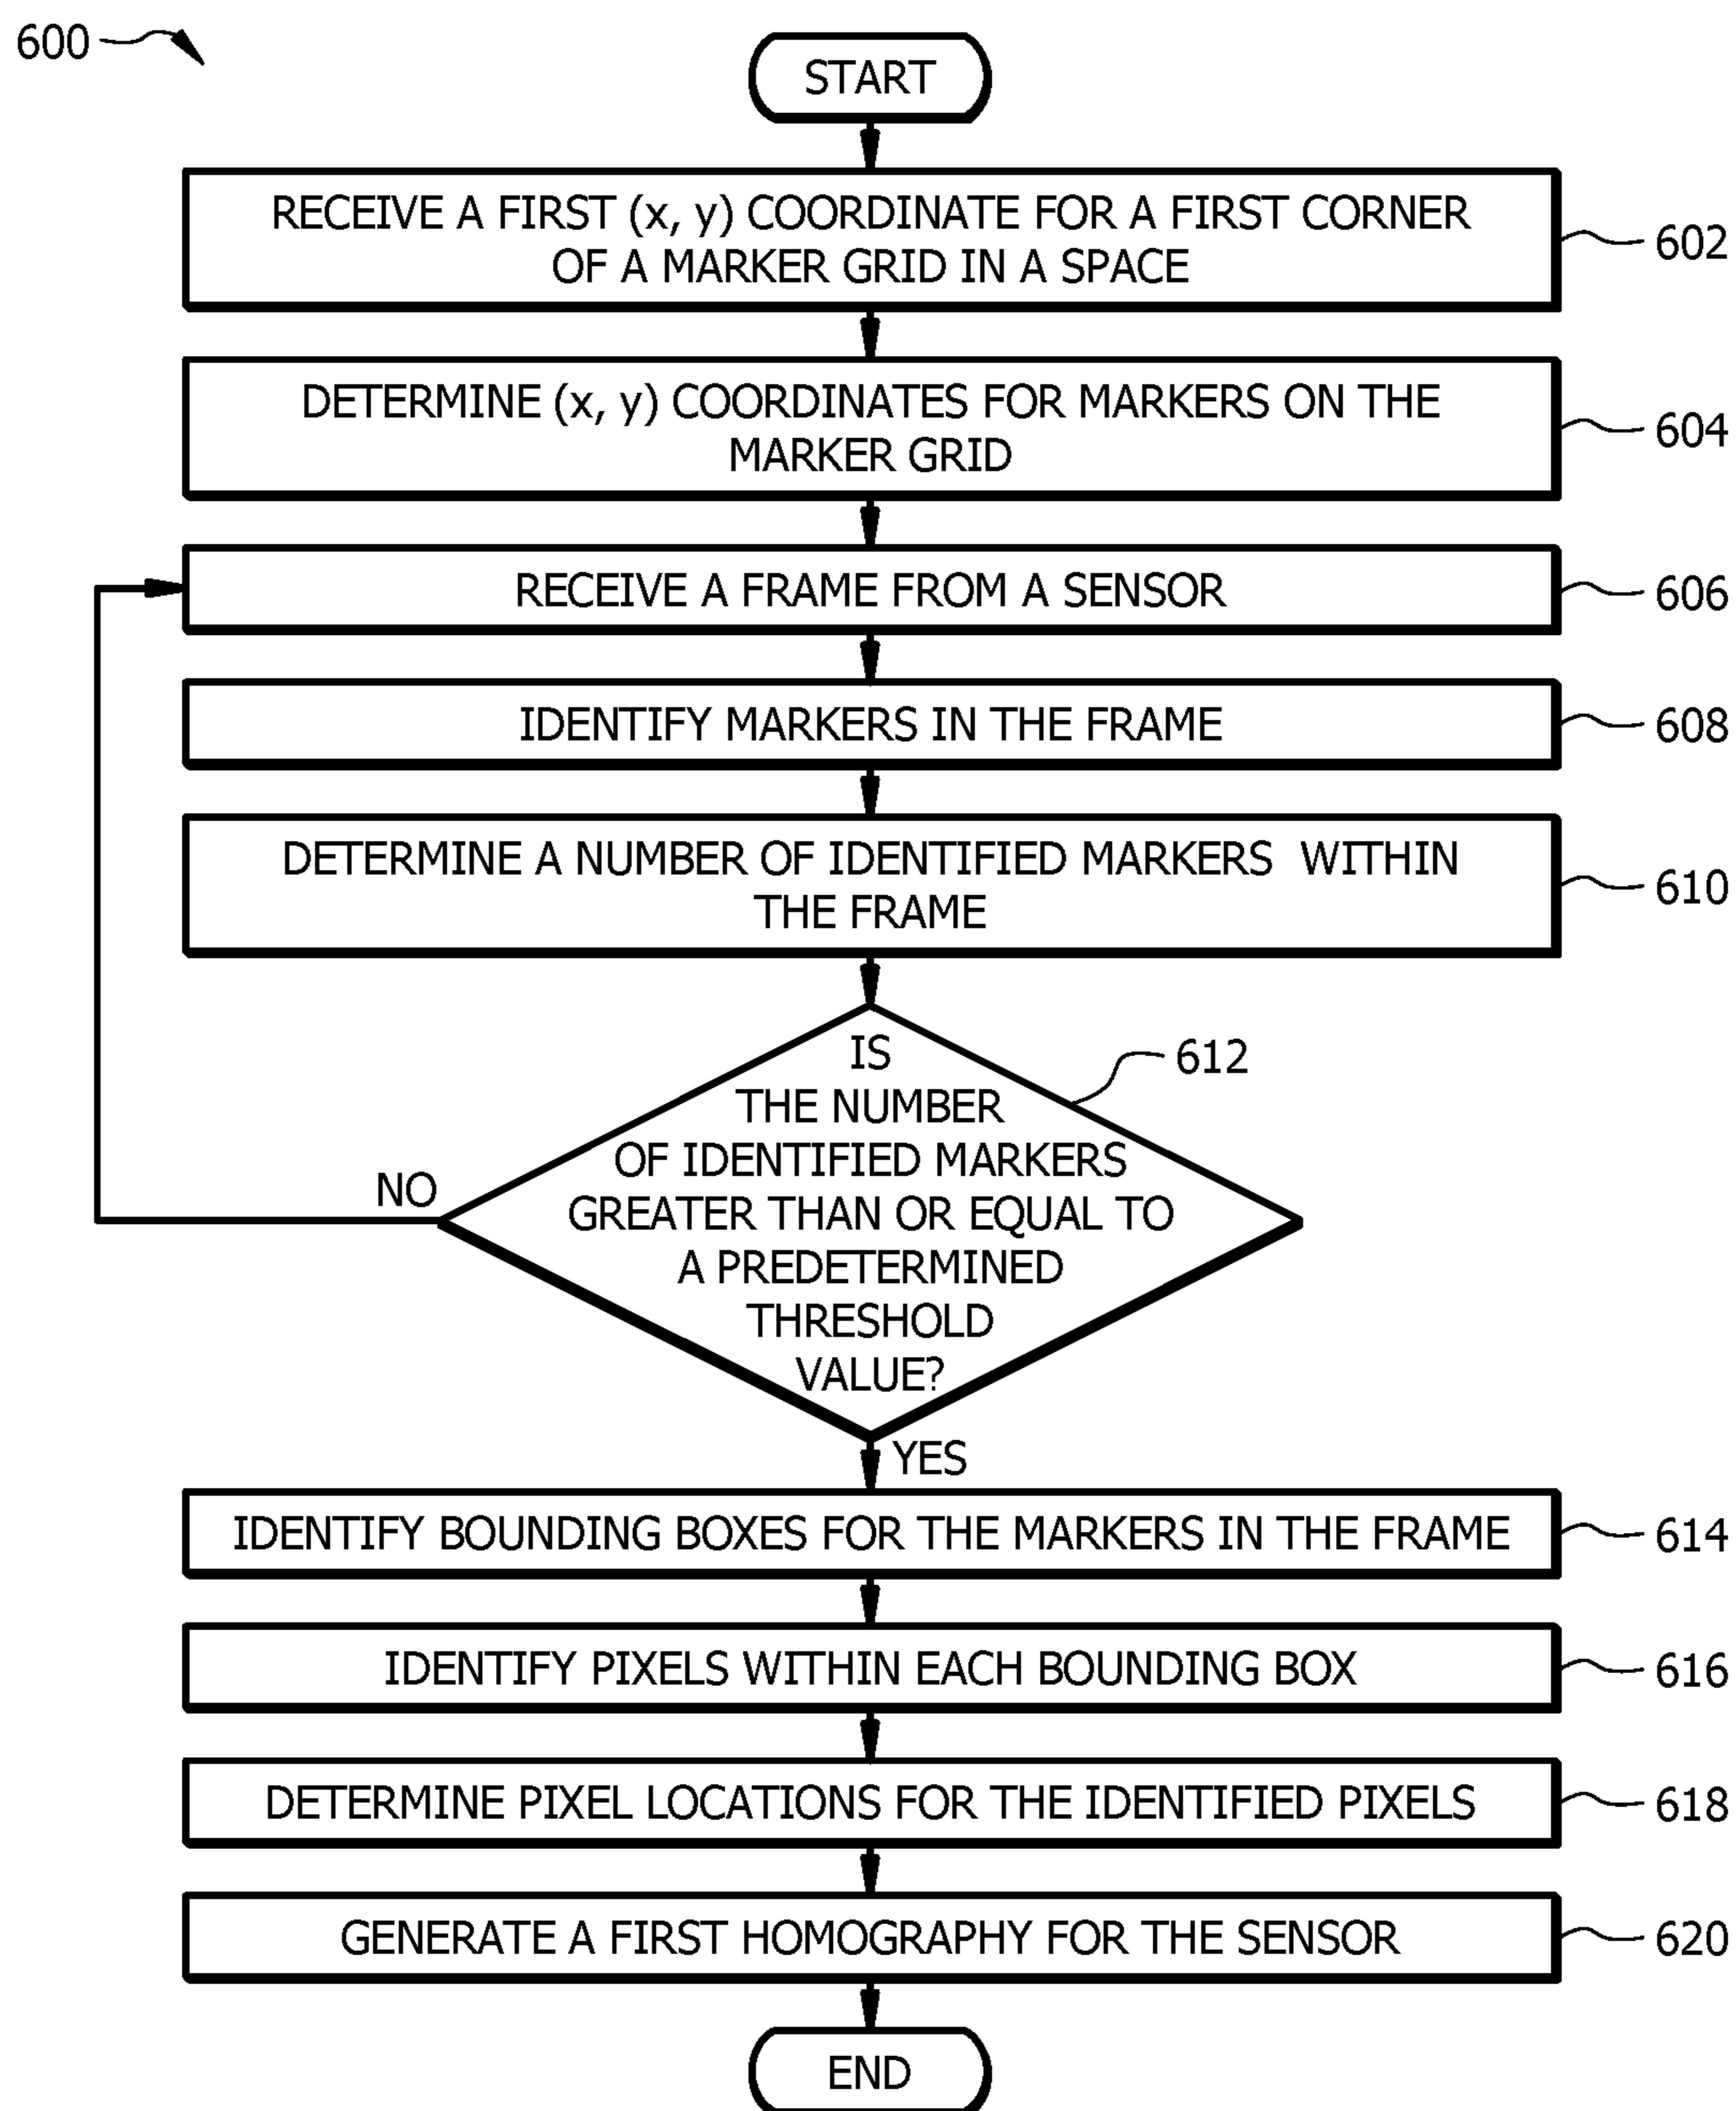 600
START
RECEIVE A FIRST (x, y) COORDINATE FOR A FIRST CORNER
OF A MARKER GRID IN A SPACE
602
DETERMINE (x, y) COORDINATES FOR MARKERS ON THE
MARKER GRID
604
RECEIVE A FRAME FROM A SENSOR
606
IDENTIFY MARKERS IN THE FRAME
608
DETERMINE A NUMBER OF IDENTIFIED MARKERS WITHIN
THE FRAME
610
IS
THE NUMBER
OF IDENTIFIED MARKERS
GREATER THAN OR EQUAL TO
A PREDETERMINED
THRESHOLD
VALUE?
612
NO
YES
IDENTIFY BOUNDING BOXES FOR THE MARKERS IN THE FRAME
614
IDENTIFY PIXELS WITHIN EACH BOUNDING BOX
616
DETERMINE PIXEL LOCATIONS FOR THE IDENTIFIED PIXELS
618
GENERATE A FIRST HOMOGRAPHY FOR THE SENSOR
620
END